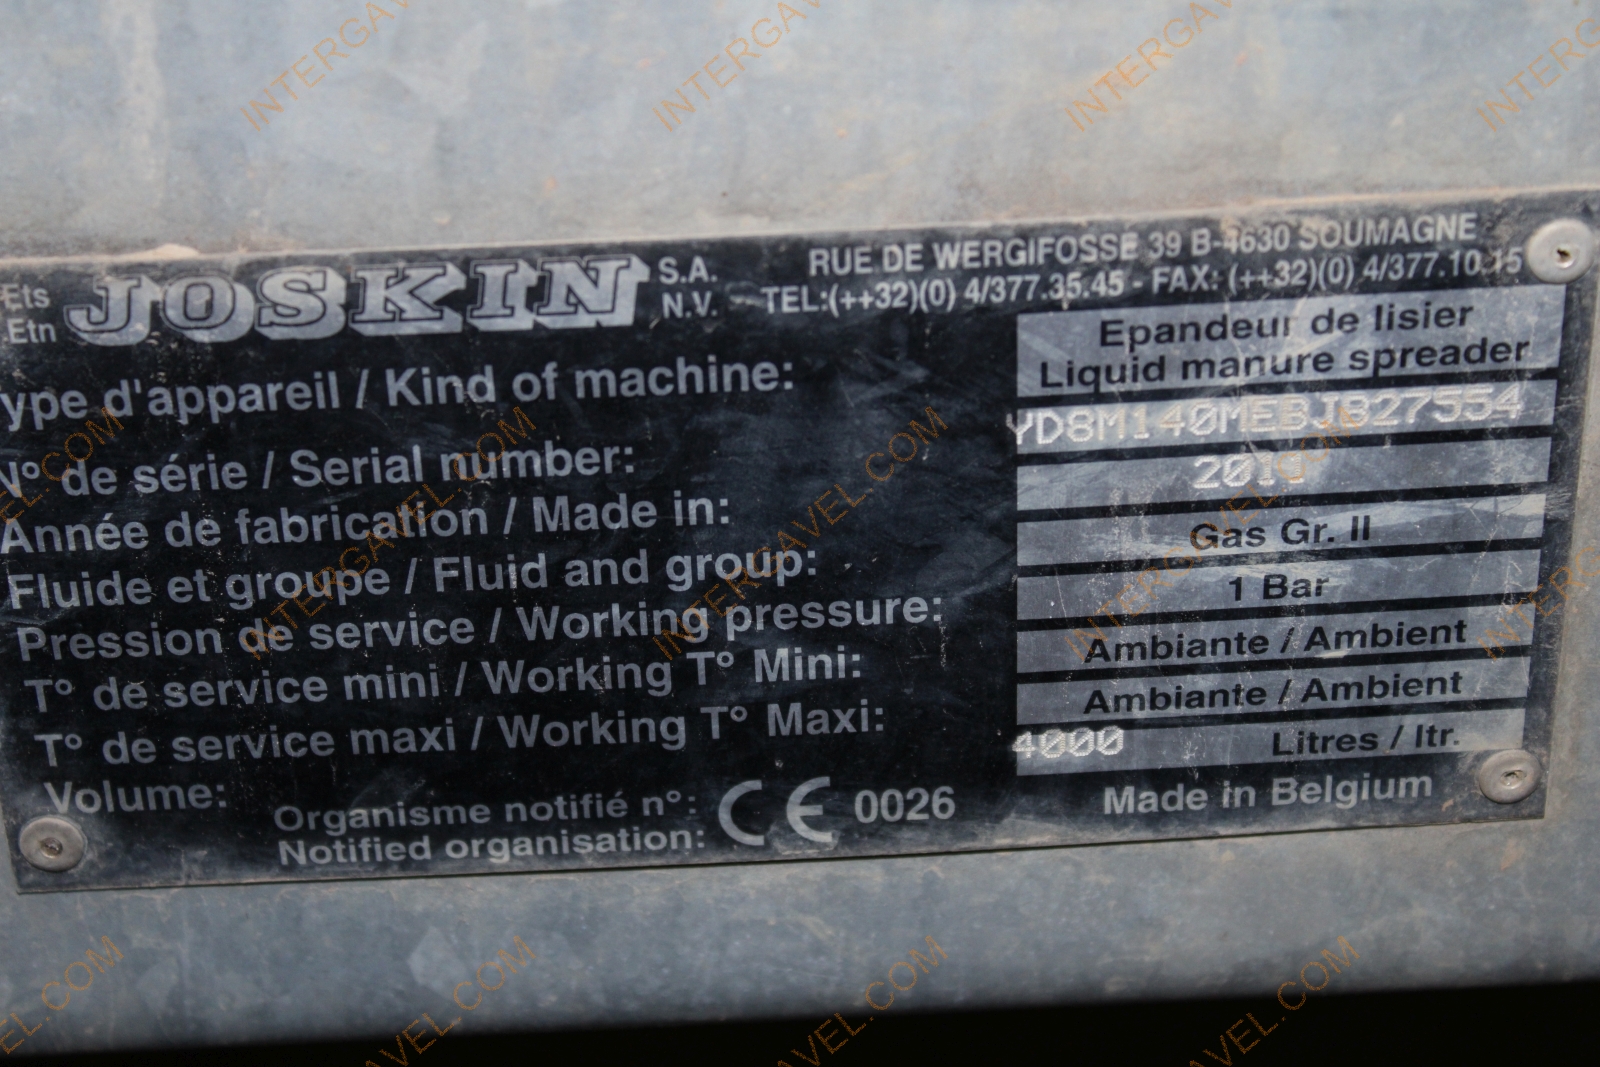 Ets
Etn
JOSKIN
S.A.
N.V.
RUE DE WERGIFOSSE 39 B-4630 SOUMAGNE
TEL:(++32)(0) 4/377.35.45 - FAX: (++32)(0) 4/377.10.15
ype d'appareil / Kind of machine:
Epandeur de lisier
Liquid manure spreader
N° de série / Serial number:
YD8M140MEBJ827554
Année de fabrication / Made in:
Fluide et groupe / Fluid and group:
Gas Gr. II
Pression de service / Working pressure:
1 Bar
T° de service mini / Working T° Mini:
Ambiante / Ambient
T° de service maxi / Working T° Maxi:
Ambiante / Ambient
Volume:
4000 Litres / ltr.
Organisme notifié n°:
Notified organisation:
CE 0026
Made in Belgium
INTERGAVEL.COM